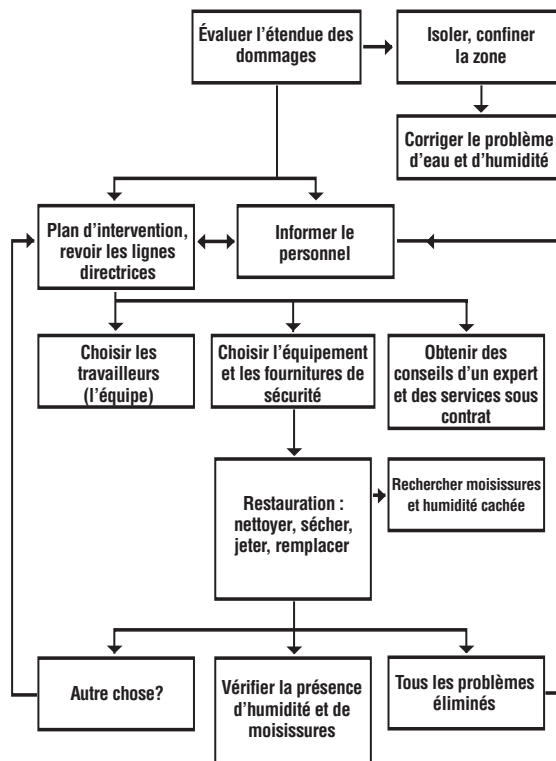 Évaluer l'étendue des
dommages
Isoler, confiner
la zone
Corriger le problème
d'eau et d'humidité
Plan d'intervention,
revoir les lignes
directrices
Informer le
personnel
Choisir les
travailleurs
(l'équipe)
Choisir l'équipement
et les fournitures de
sécurité
Obtenir des
conseils d'un expert
et des services sous
contrat
Restauration :
nettoyer, sécher,
jeter, remplacer
Rechercher moisissures
et humidité cachée
Autre chose?
Vérifier la présence
d'humidité et de
moisissures
Tous les problèmes
éliminés